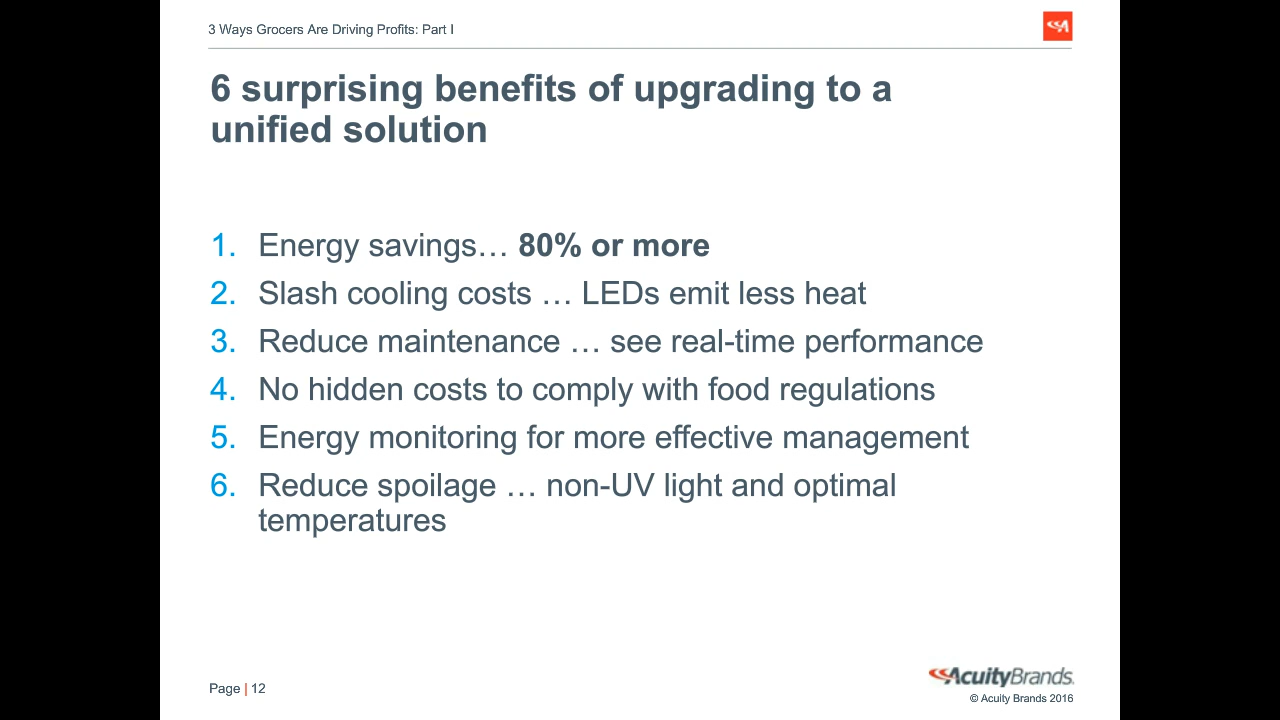 3 Ways Grocers Are Driving Profits: Part I
6 surprising benefits of upgrading to a
unified solution
1. Energy savings… 80% or more
2. Slash cooling costs … LEDs emit less heat
3. Reduce maintenance … see real-time performance
4. No hidden costs to comply with food regulations
5. Energy monitoring for more effective management
6. Reduce spoilage … non-UV light and optimal
temperatures
AcuityBrands.
Page | 12
© Acuity Brands 2016